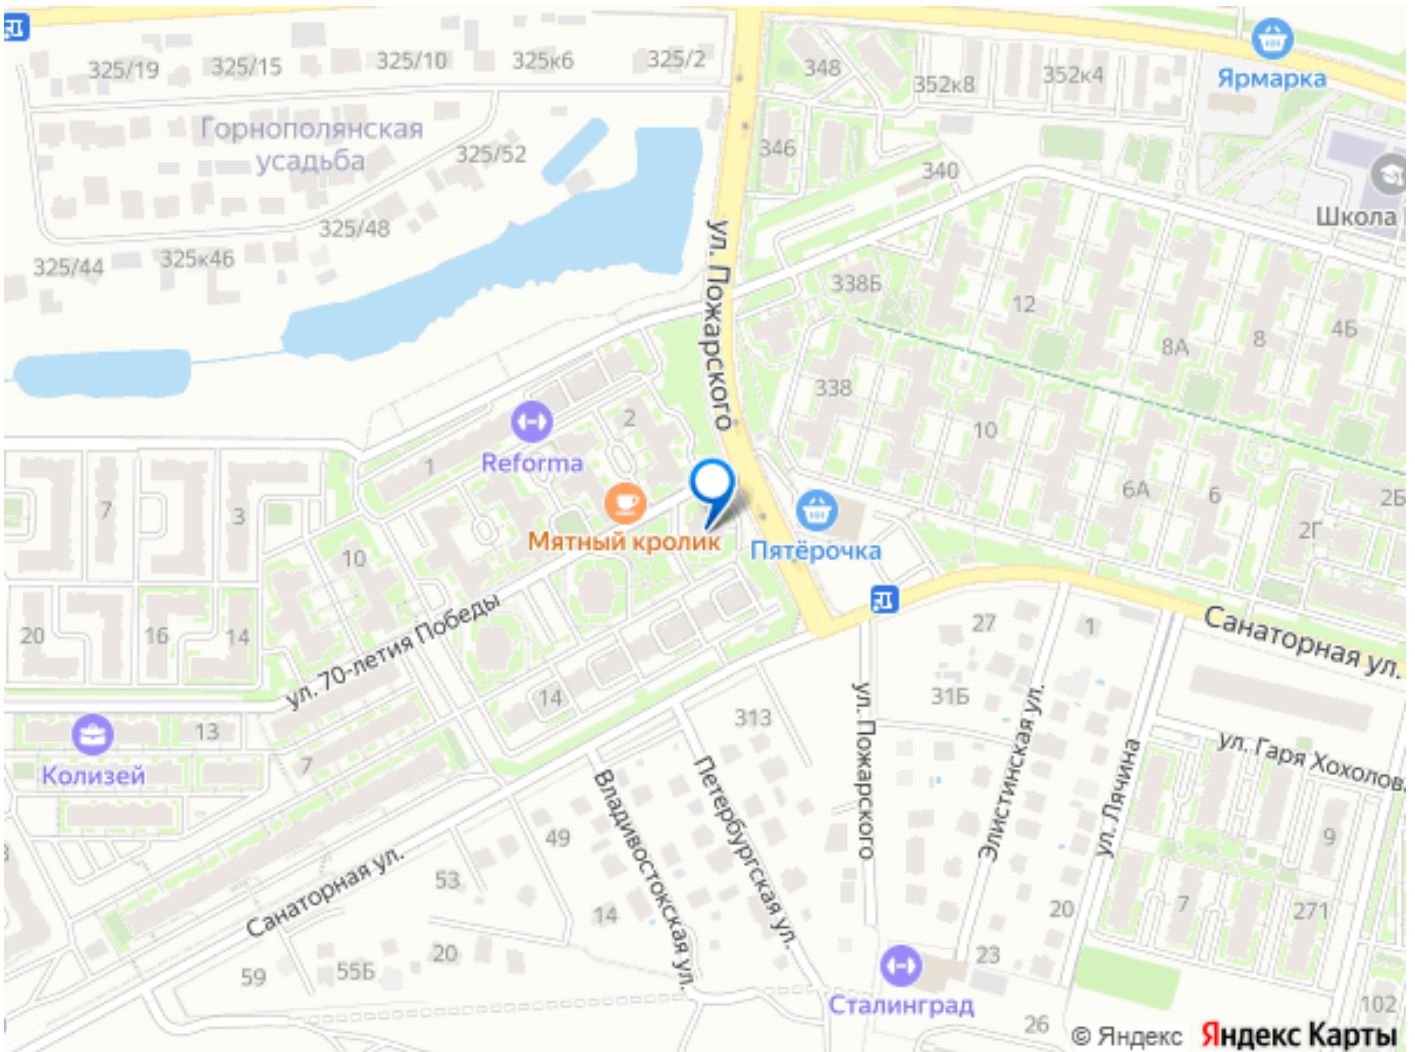 325/19
325/15
325/10
325к6
325/2
348
352к8
352к4
Ярмарка
Горнополянская
усадьба
325/52
346
340
Школа
325/48
325к46
325/44
ул. Пожарского
338Б
12
8А
8
4Б
338
2
10
Reforma
1
7
3
6А
6
2Б
2Г
Мятный кролик
Пятёрочка
10
20
16
14
ул. 70-летия Победы
27
1
Санаторная ул.
31Б
14
313
13
Колизей
7
ул. Пожарского
Элистинская ул.
ул. Лячина
ул. Гаря Хохолов
Владивостокская ул.
Петербургская ул.
49
9
Санаторная ул.
53
14
20
7
271
59
55Б
20
23
Сталинград
102
26
© Яндекс Яндекс Карты